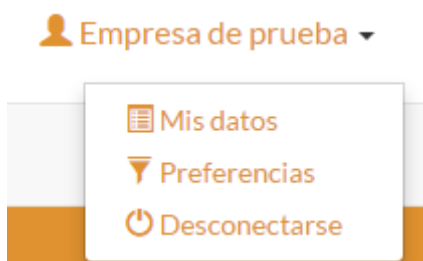 Empresa de prueba
Mis datos
Preferencias
Desconectarse